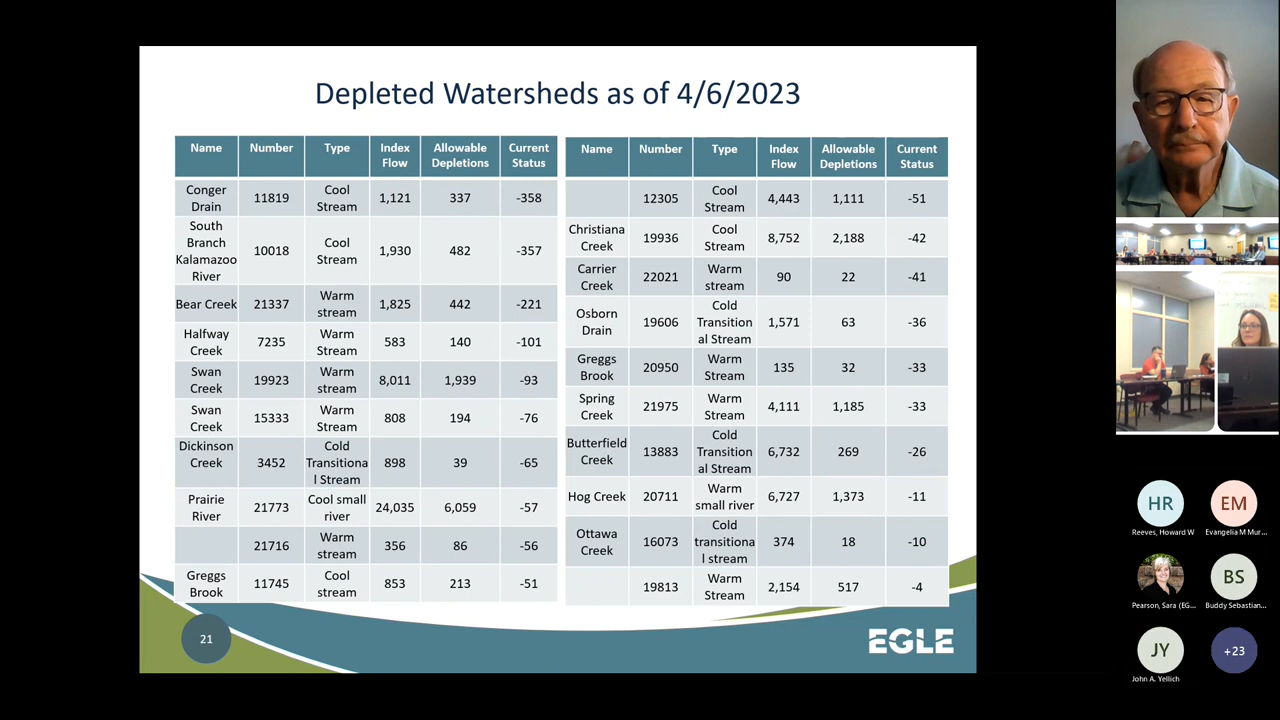 Depleted Watersheds as of 4/6/2023
Name Number Type Index Flow Allowable Depletions Current Status
Conger Drain 11819 Cool Stream 1,121 337 -358
South Branch Kalamazoo River 10018 Cool Stream 1,930 482 -357
Bear Creek 21337 Warm stream 1,825 442 -221
Halfway Creek 7235 Warm Stream 583 140 -101
Swan Creek 19923 Warm stream 8,011 1,939 -93
Swan Creek 15333 Warm Stream 808 194 -76
Dickinson Creek 3452 Cold Transitional Stream 898 39 -65
Prairie River 21773 Cool small river 24,035 6,059 -57
21716 Warm stream 356 86 -56
Greggs Brook 11745 Cool stream 853 213 -51
Name Number Type Index Flow Allowable Depletions Current Status
12305 Cool Stream 4,443 1,111 -51
Christiana Creek 19936 Cool Stream 8,752 2,188 -42
Carrier Creek 22021 Warm stream 90 22 -41
Osborn Drain 19606 Cold Transitional Stream 1,571 63 -36
Greggs Brook 20950 Warm Stream 135 32 -33
Spring Creek 21975 Warm Stream 4,111 1,185 -33
Butterfield Creek 13883 Cold Transitional Stream 6,732 269 -26
Hog Creek 20711 Warm small river 6,727 1,373 -11
Ottawa Creek 16073 Cold transitional stream 374 18 -10
19813 Warm Stream 2,154 517 -4
21
EGLE
HR
Reeves, Howard W
EM
Evangelia M Mur...
Pearson, Sara (EG...
BS
Buddy Sebastian...
JY
John A. Yellich
+23